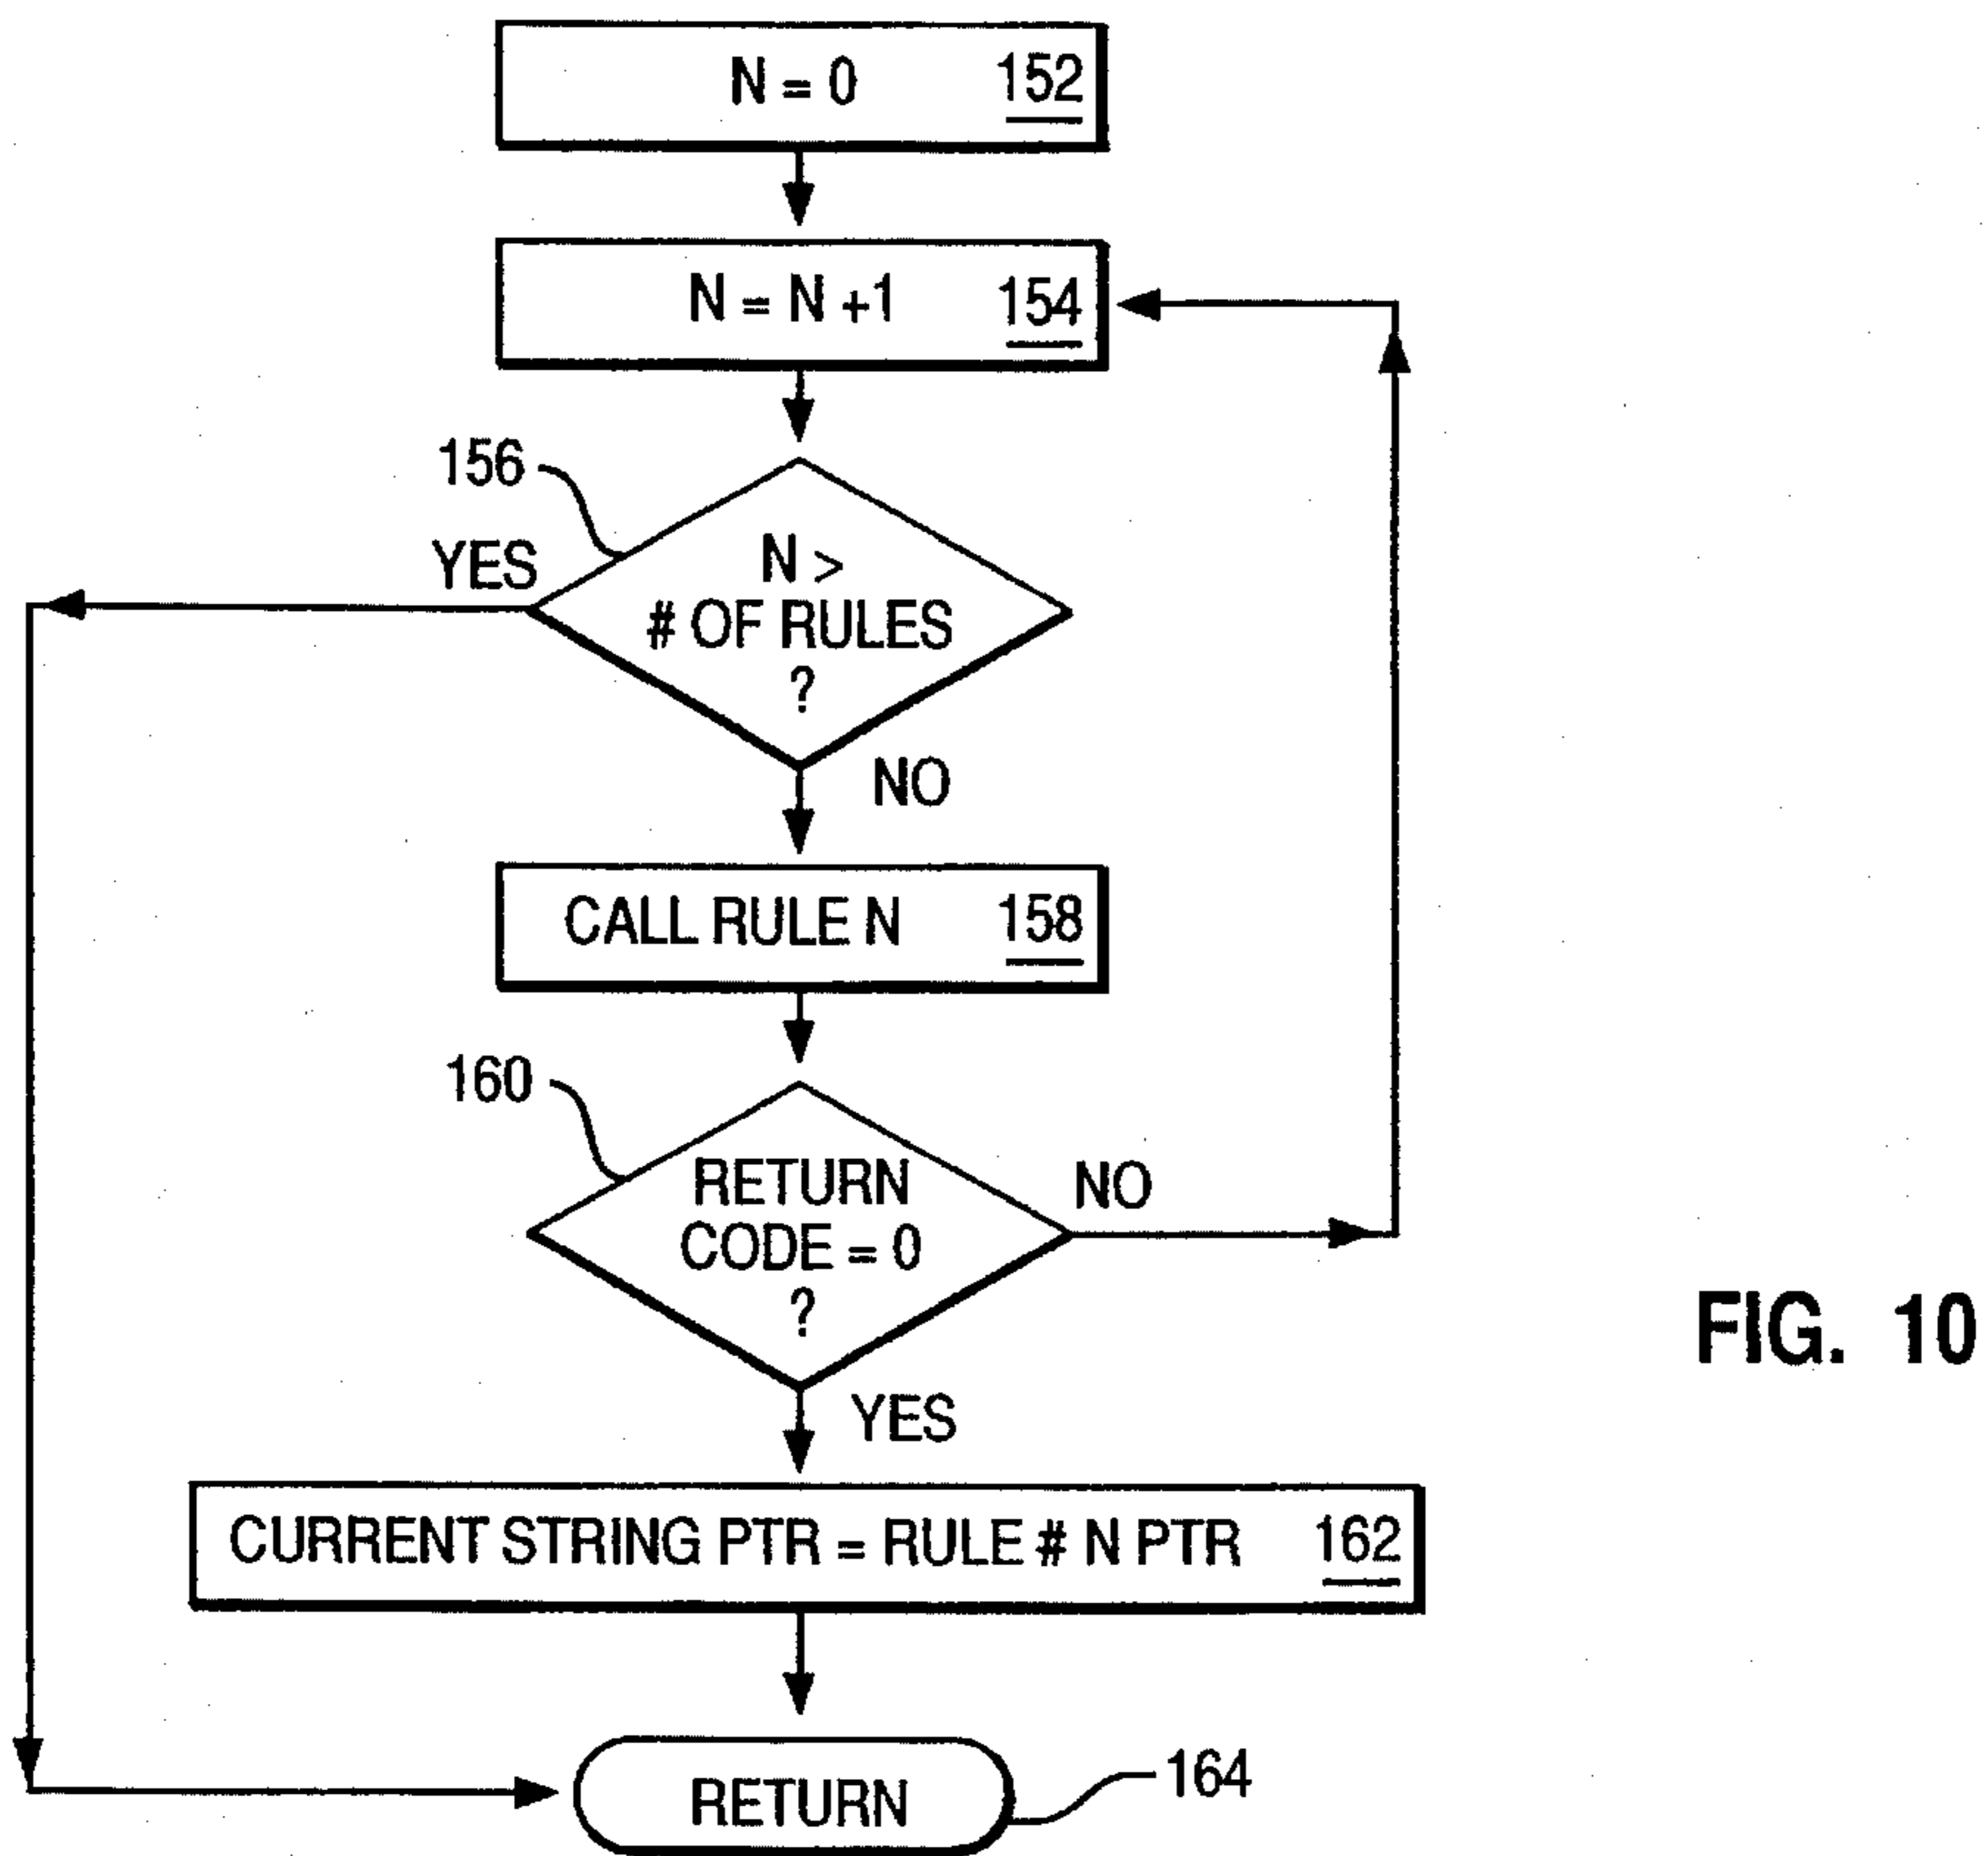 N = 0 152
N = N +1 154
156
YES
N >
# OF RULES
?
NO
CALL RULE N 158
160
RETURN
CODE = 0
?
NO
YES
FIG. 10
CURRENT STRING PTR = RULE # N PTR 162
RETURN
164